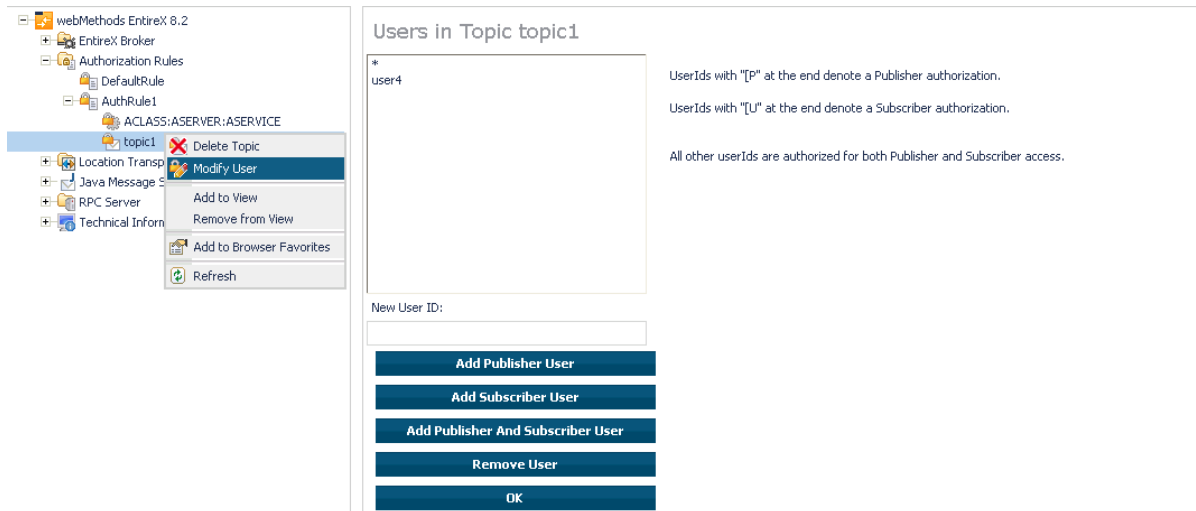 webMethods EntireX 8.2
EntireX Broker
Authorization Rules
DefaultRule
AuthRule1
ACLASS:ASERVER:ASERVICE
topic1
Location Transp
Java Message S
RPC Server
Technical Inform
Delete Topic
Modify User
Add to View
Remove from View
Add to Browser Favorites
Refresh
Users in Topic topic1
*
user4
UserIds with "[P" at the end denote a Publisher authorization.
UserIds with "[U" at the end denote a Subscriber authorization.
All other userIds are authorized for both Publisher and Subscriber access.
New User ID:
Add Publisher User
Add Subscriber User
Add Publisher And Subscriber User
Remove User
OK